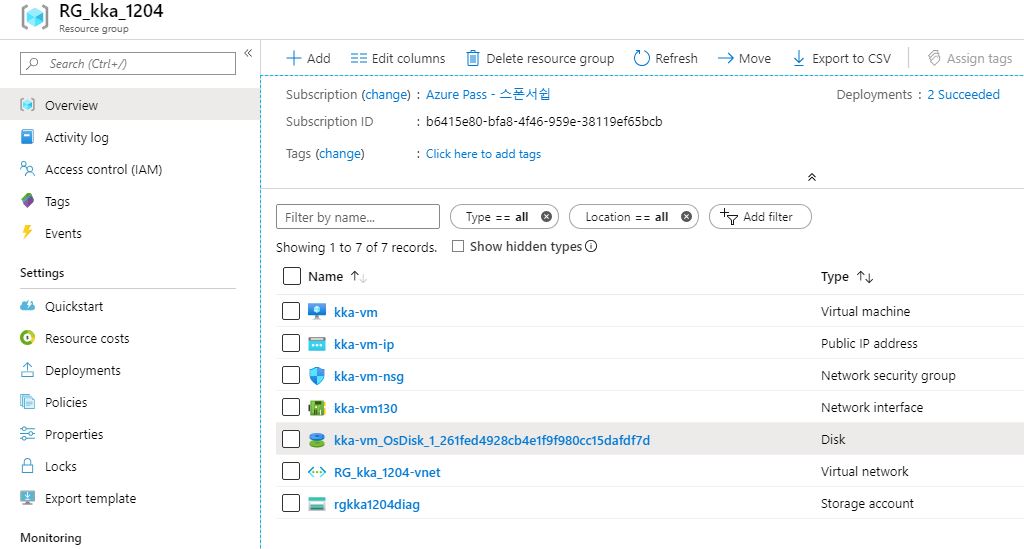 RG_kka_1204
Resource group
Search (Ctrl+/)
«
Add Edit columns Delete resource group Refresh Move Export to CSV Assign tags
Overview
Activity log
Access control (IAM)
Tags
Events
Settings
Quickstart
Resource costs
Deployments
Policies
Properties
Locks
Export template
Monitoring
Subscription (change) : Azure Pass - 스폰서쉽
Deployments : 2 Succeeded
Subscription ID : b6415e80-bfa8-4f46-959e-38119ef65bcb
Tags (change) : Click here to add tags
Filter by name... Type == all Location == all Add filter
Showing 1 to 7 of 7 records. Show hidden types
Name ↑↓ Type ↑↓
kka-vm Virtual machine
kka-vm-ip Public IP address
kka-vm-nsg Network security group
kka-vm130 Network interface
kka-vm_OsDisk_1_261fed4928cb4e1f9f980cc15dafdf7d Disk
RG_kka_1204-vnet Virtual network
rgkka1204diag Storage account